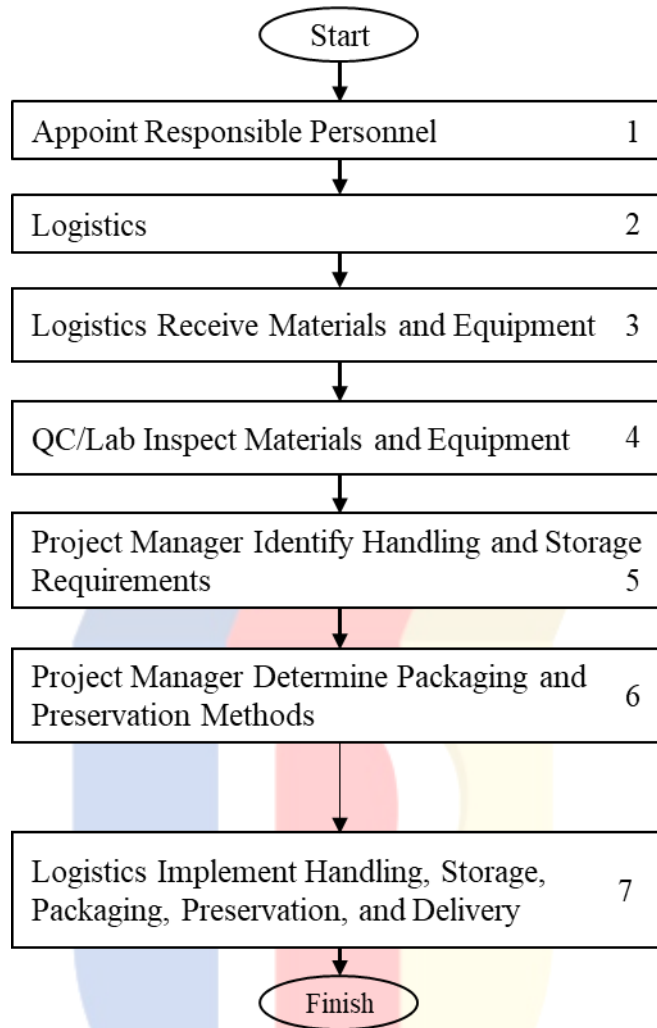 Start
Appoint Responsible Personnel 1
Logistics 2
Logistics Receive Materials and Equipment 3
QC/Lab Inspect Materials and Equipment 4
Project Manager Identify Handling and Storage
Requirements 5
Project Manager Determine Packaging and
Preservation Methods 6
Logistics Implement Handling, Storage,
Packaging, Preservation, and Delivery 7
Finish